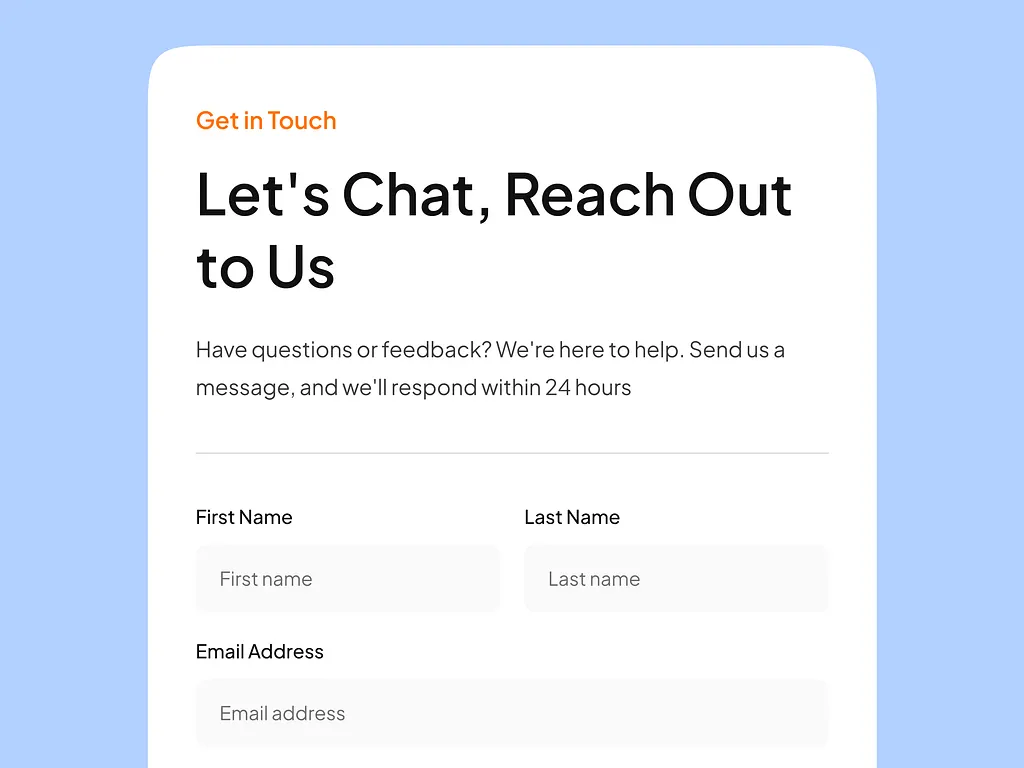 Get in Touch
Let's Chat, Reach Out
to Us
Have questions or feedback? We're here to help. Send us a
message, and we'll respond within 24 hours
First Name
Last Name
First name
Last name
Email Address
Email address